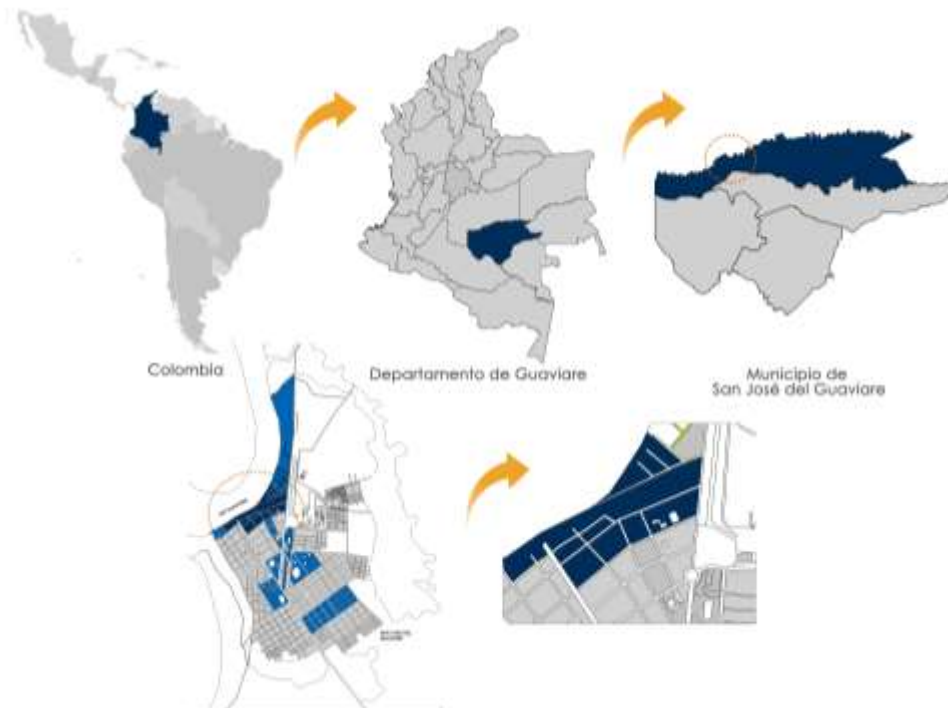 Colombia
Departamento de Guaviare
Municipio de
San José del Guaviare